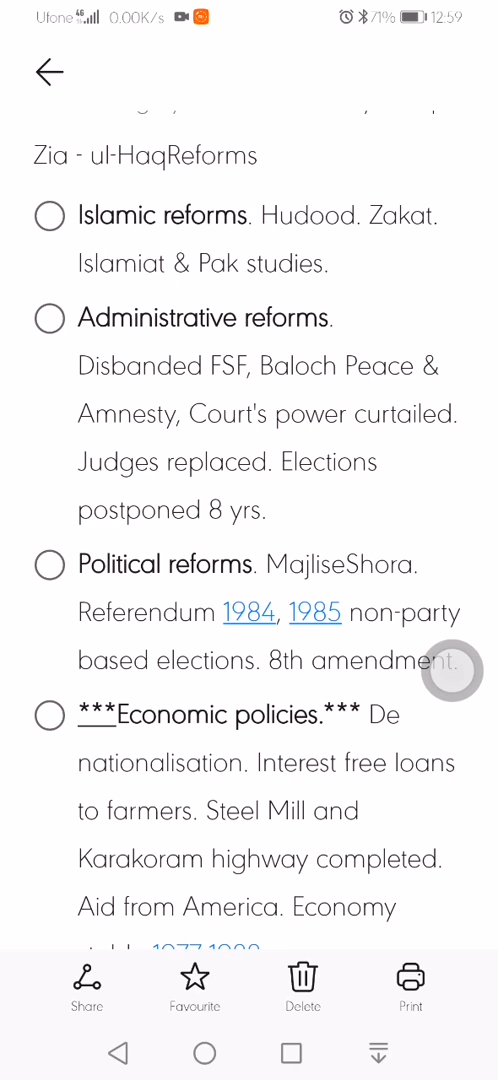 Ufone 4G 0.00K/s 71% 12:59
Zia - ul-HaqReforms
Islamic reforms. Hudood. Zakat.
Islamiat & Pak studies.
Administrative reforms.
Disbanded FSF, Baloch Peace &
Amnesty, Court's power curtailed.
Judges replaced. Elections
postponed 8 yrs.
Political reforms. MajliseShora.
Referendum 1984, 1985 non-party
based elections. 8th amendment.
***Economic policies.*** De
nationalisation. Interest free loans
to farmers. Steel Mill and
Karakoram highway completed.
Aid from America. Economy
Share Favourite Delete Print